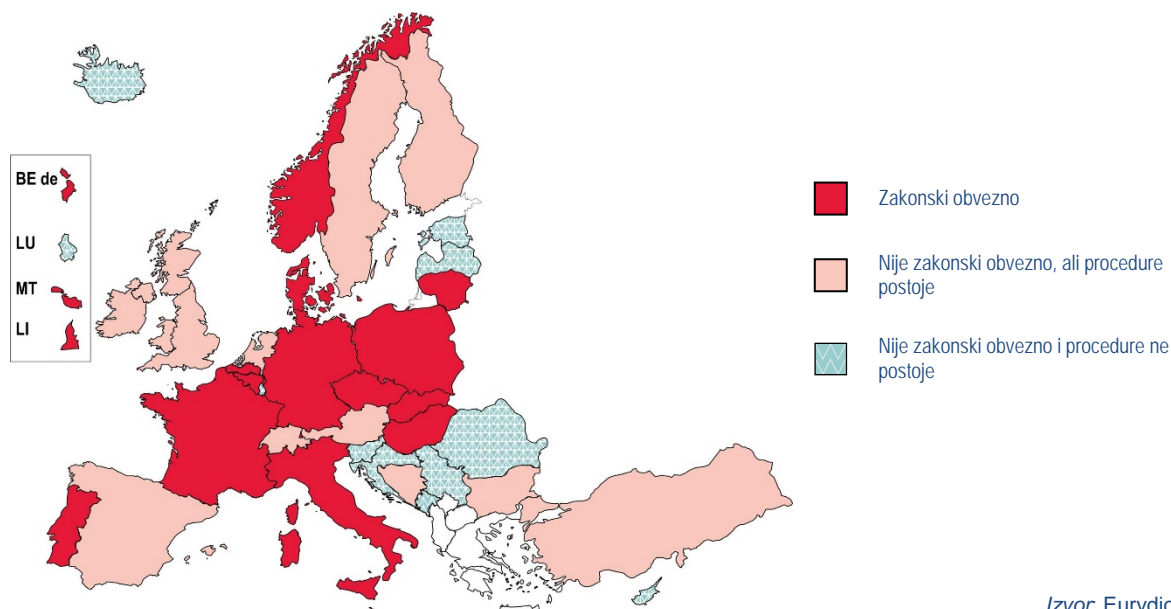 BE de
LU
MT
LI
Zakonski obvezno
Nije zakonski obvezno, ali procedure
postoje
Nije zakonski obvezno i procedure ne
postoje
Izvor. Eurydic